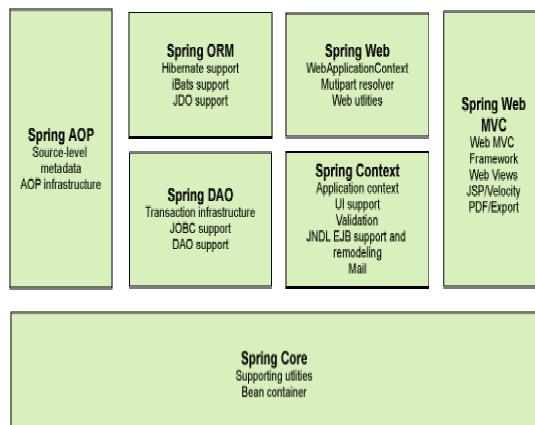 Spring AOP
Source-level
metadata
AOP infrastructure
Spring ORM
Hibernate support
iBats support
JDO support
Spring DAO
Transaction infrastructure
JOBC support
DAO support
Spring Web
WebApplicationContext
Mutipart resolver
Web utlities
Spring Context
Application context
UI support
Validation
JNDL EJB support and
remodeling
Mail
Spring Web
MVC
Web MVC
Framework
Web Views
JSP/Velocity
PDF/Export
Spring Core
Supporting utlities
Bean container